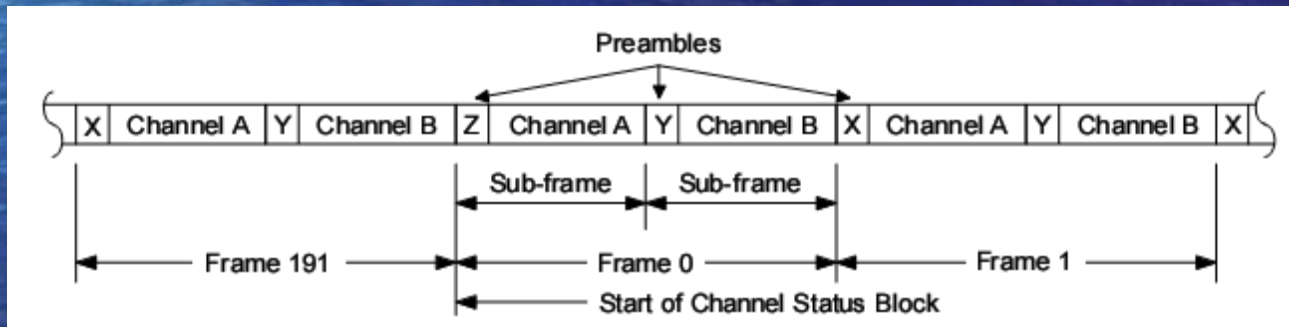 Preambles
X Channel A Y Channel B Z Channel A Y Channel B X Channel A Y Channel B X
Sub-frame Sub-frame
Frame 191 Frame 0 Frame 1
Start of Channel Status Block